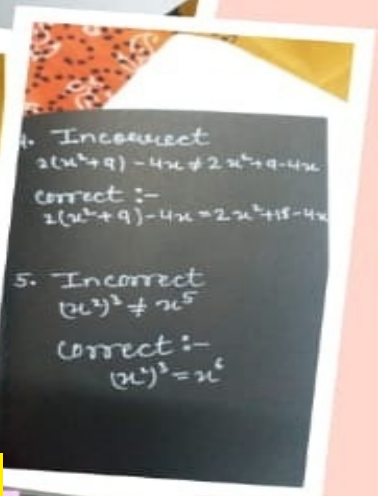 4. Incorrect
2(x²+9)-4x≠2x²+9-4x
correct :-
2(x²+9)-4x=2x²+18-4x
5. Incorrect
(x²)³ ≠ x⁵
correct :-
(x²)³=x⁶